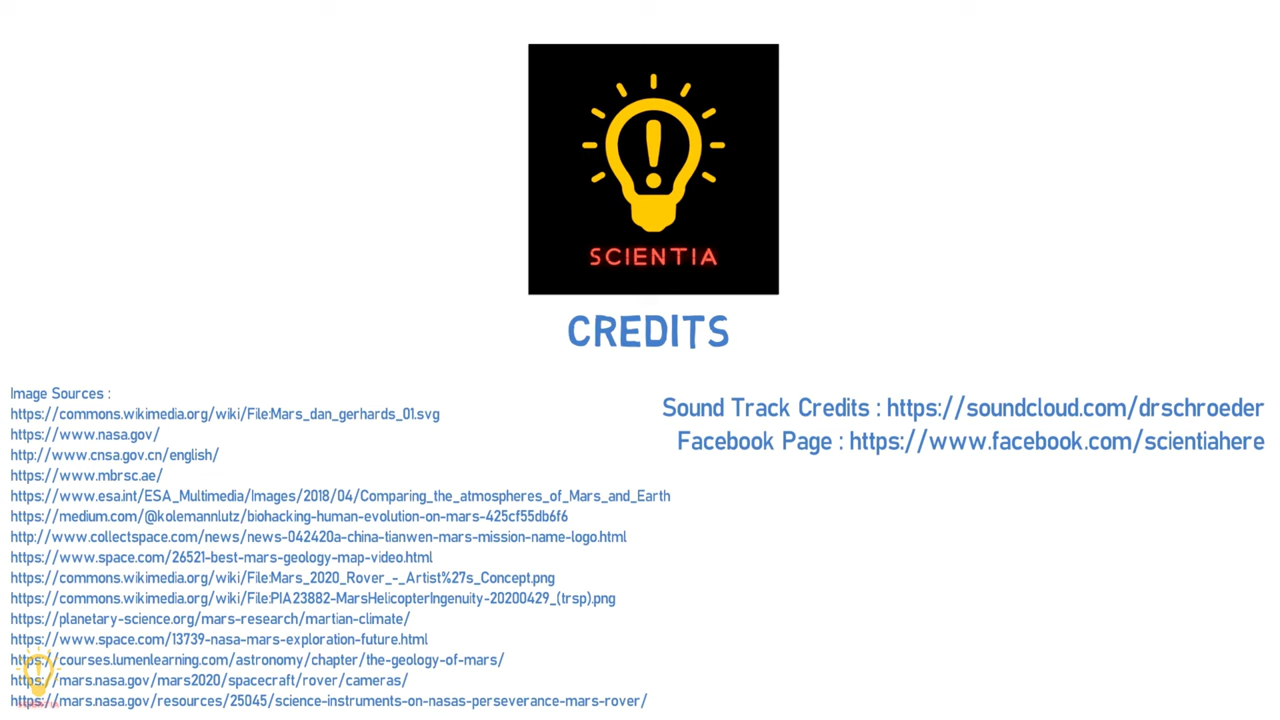 SCIENTIA
CREDITS
Image Sources :
https://commons.wikimedia.org/wiki/File:Mars_dan_gerhards_01.svg
https://www.nasa.gov/
http://www.cnsa.gov.cn/english/
https://www.mbrsc.ae/
https://www.esa.int/ESA_Multimedia/Images/2018/04/Comparing_the_atmospheres_of_Mars_and_Earth
https://medium.com/@kolemannlutz/biohacking-human-evolution-on-mars-425cf55db6f6
http://www.collectspace.com/news/news-042420a-china-tianwen-mars-mission-name-logo.html
https://www.space.com/26521-best-mars-geology-map-video.html
https://commons.wikimedia.org/wiki/File:Mars_2020_Rover_-_Artist%27s_Concept.png
https://commons.wikimedia.org/wiki/File:PIA23882-MarsHelicopterIngenuity-20200429_(trsp).png
https://planetary-science.org/mars-research/martian-climate/
https://www.space.com/13739-nasa-mars-exploration-future.html
https://courses.lumenlearning.com/astronomy/chapter/the-geology-of-mars/
https://mars.nasa.gov/mars2020/spacecraft/rover/cameras/
https://mars.nasa.gov/resources/25045/science-instruments-on-nasas-perseverance-mars-rover/
Sound Track Credits : https://soundcloud.com/drschroeder
Facebook Page : https://www.facebook.com/scientiahere